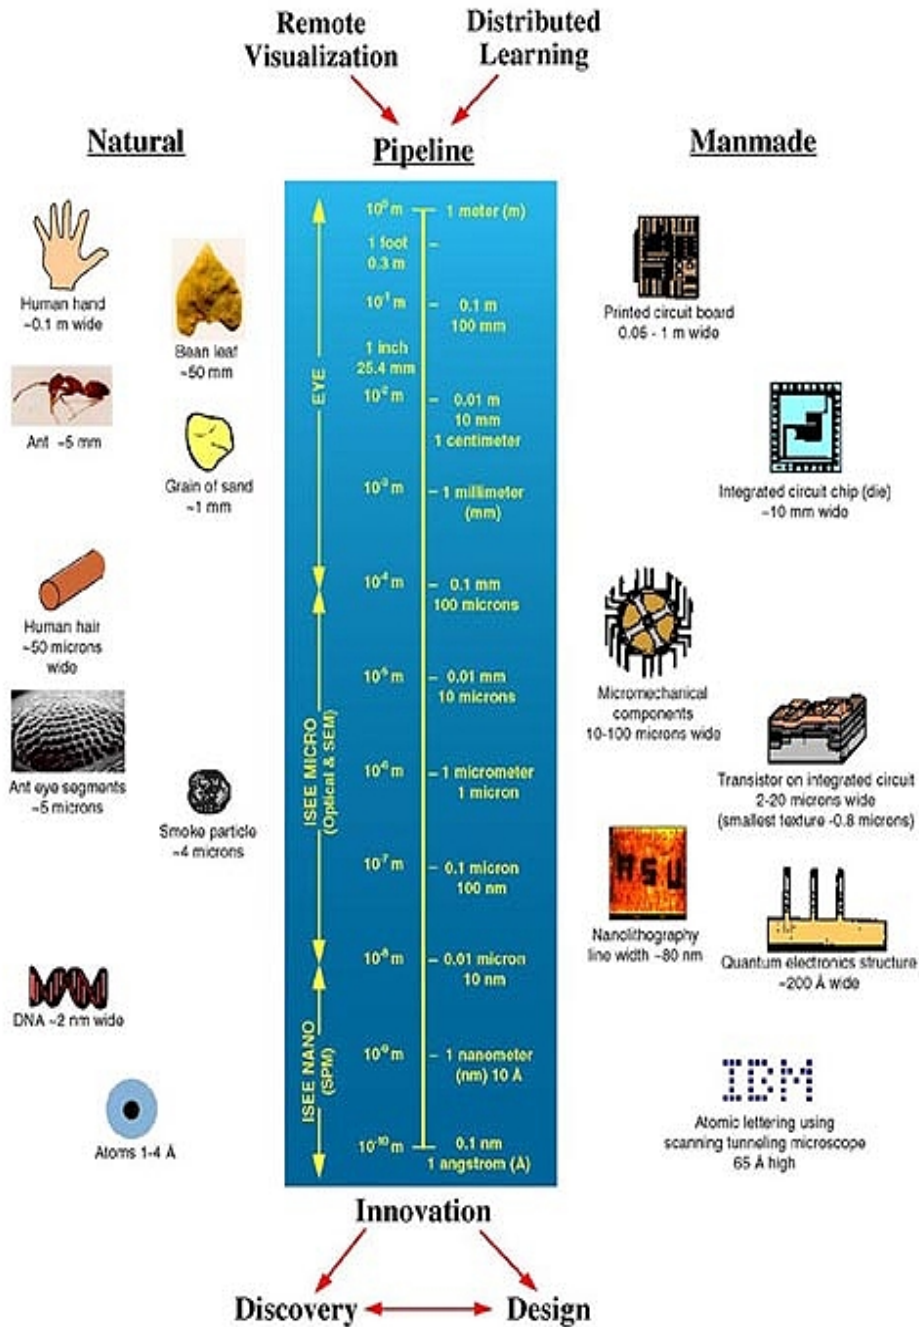 Remote
Visualization
Distributed
Learning
Natural
Pipeline
Manmade
Human hand
~0.1 m wide
Bean leaf
~50 mm
Ant ~5 mm
Grain of sand
~1 mm
Human hair
~50 microns
wide
Ant eye segments
~5 microns
Smoke particle
~4 microns
DNA ~2 nm wide
Atoms 1-4 Å
EYE
ISEE MICRO
(Optical & SEM)
ISEE NANO
(SPM)
10⁰ m 1 meter (m)
1 foot
0.3 m
10⁻¹ m 0.1 m
100 mm
1 inch
25.4 mm
10⁻² m 0.01 m
10 mm
1 centimeter
10⁻³ m 1 millimeter
(mm)
10⁻⁴ m 0.1 mm
100 microns
10⁻⁵ m 0.01 mm
10 microns
10⁻⁶ m 1 micrometer
1 micron
10⁻⁷ m 0.1 micron
100 nm
10⁻⁸ m 0.01 micron
10 nm
10⁻⁹ m 1 nanometer
(nm) 10 Å
10⁻¹⁰ m 0.1 nm
1 angstrom (Å)
Printed circuit board
0.05 - 1 m wide
Integrated circuit chip (die)
~10 mm wide
Micromechanical
components
10-100 microns wide
Transistor on integrated circuit
2-20 microns wide
(smallest texture -0.8 microns)
ASU
Nanolithography
line width ~80 nm
Quantum electronics structure
~200 Å wide
IBM
Atomic lettering using
scanning tunneling microscope
65 Å high
Innovation
Discovery
Design